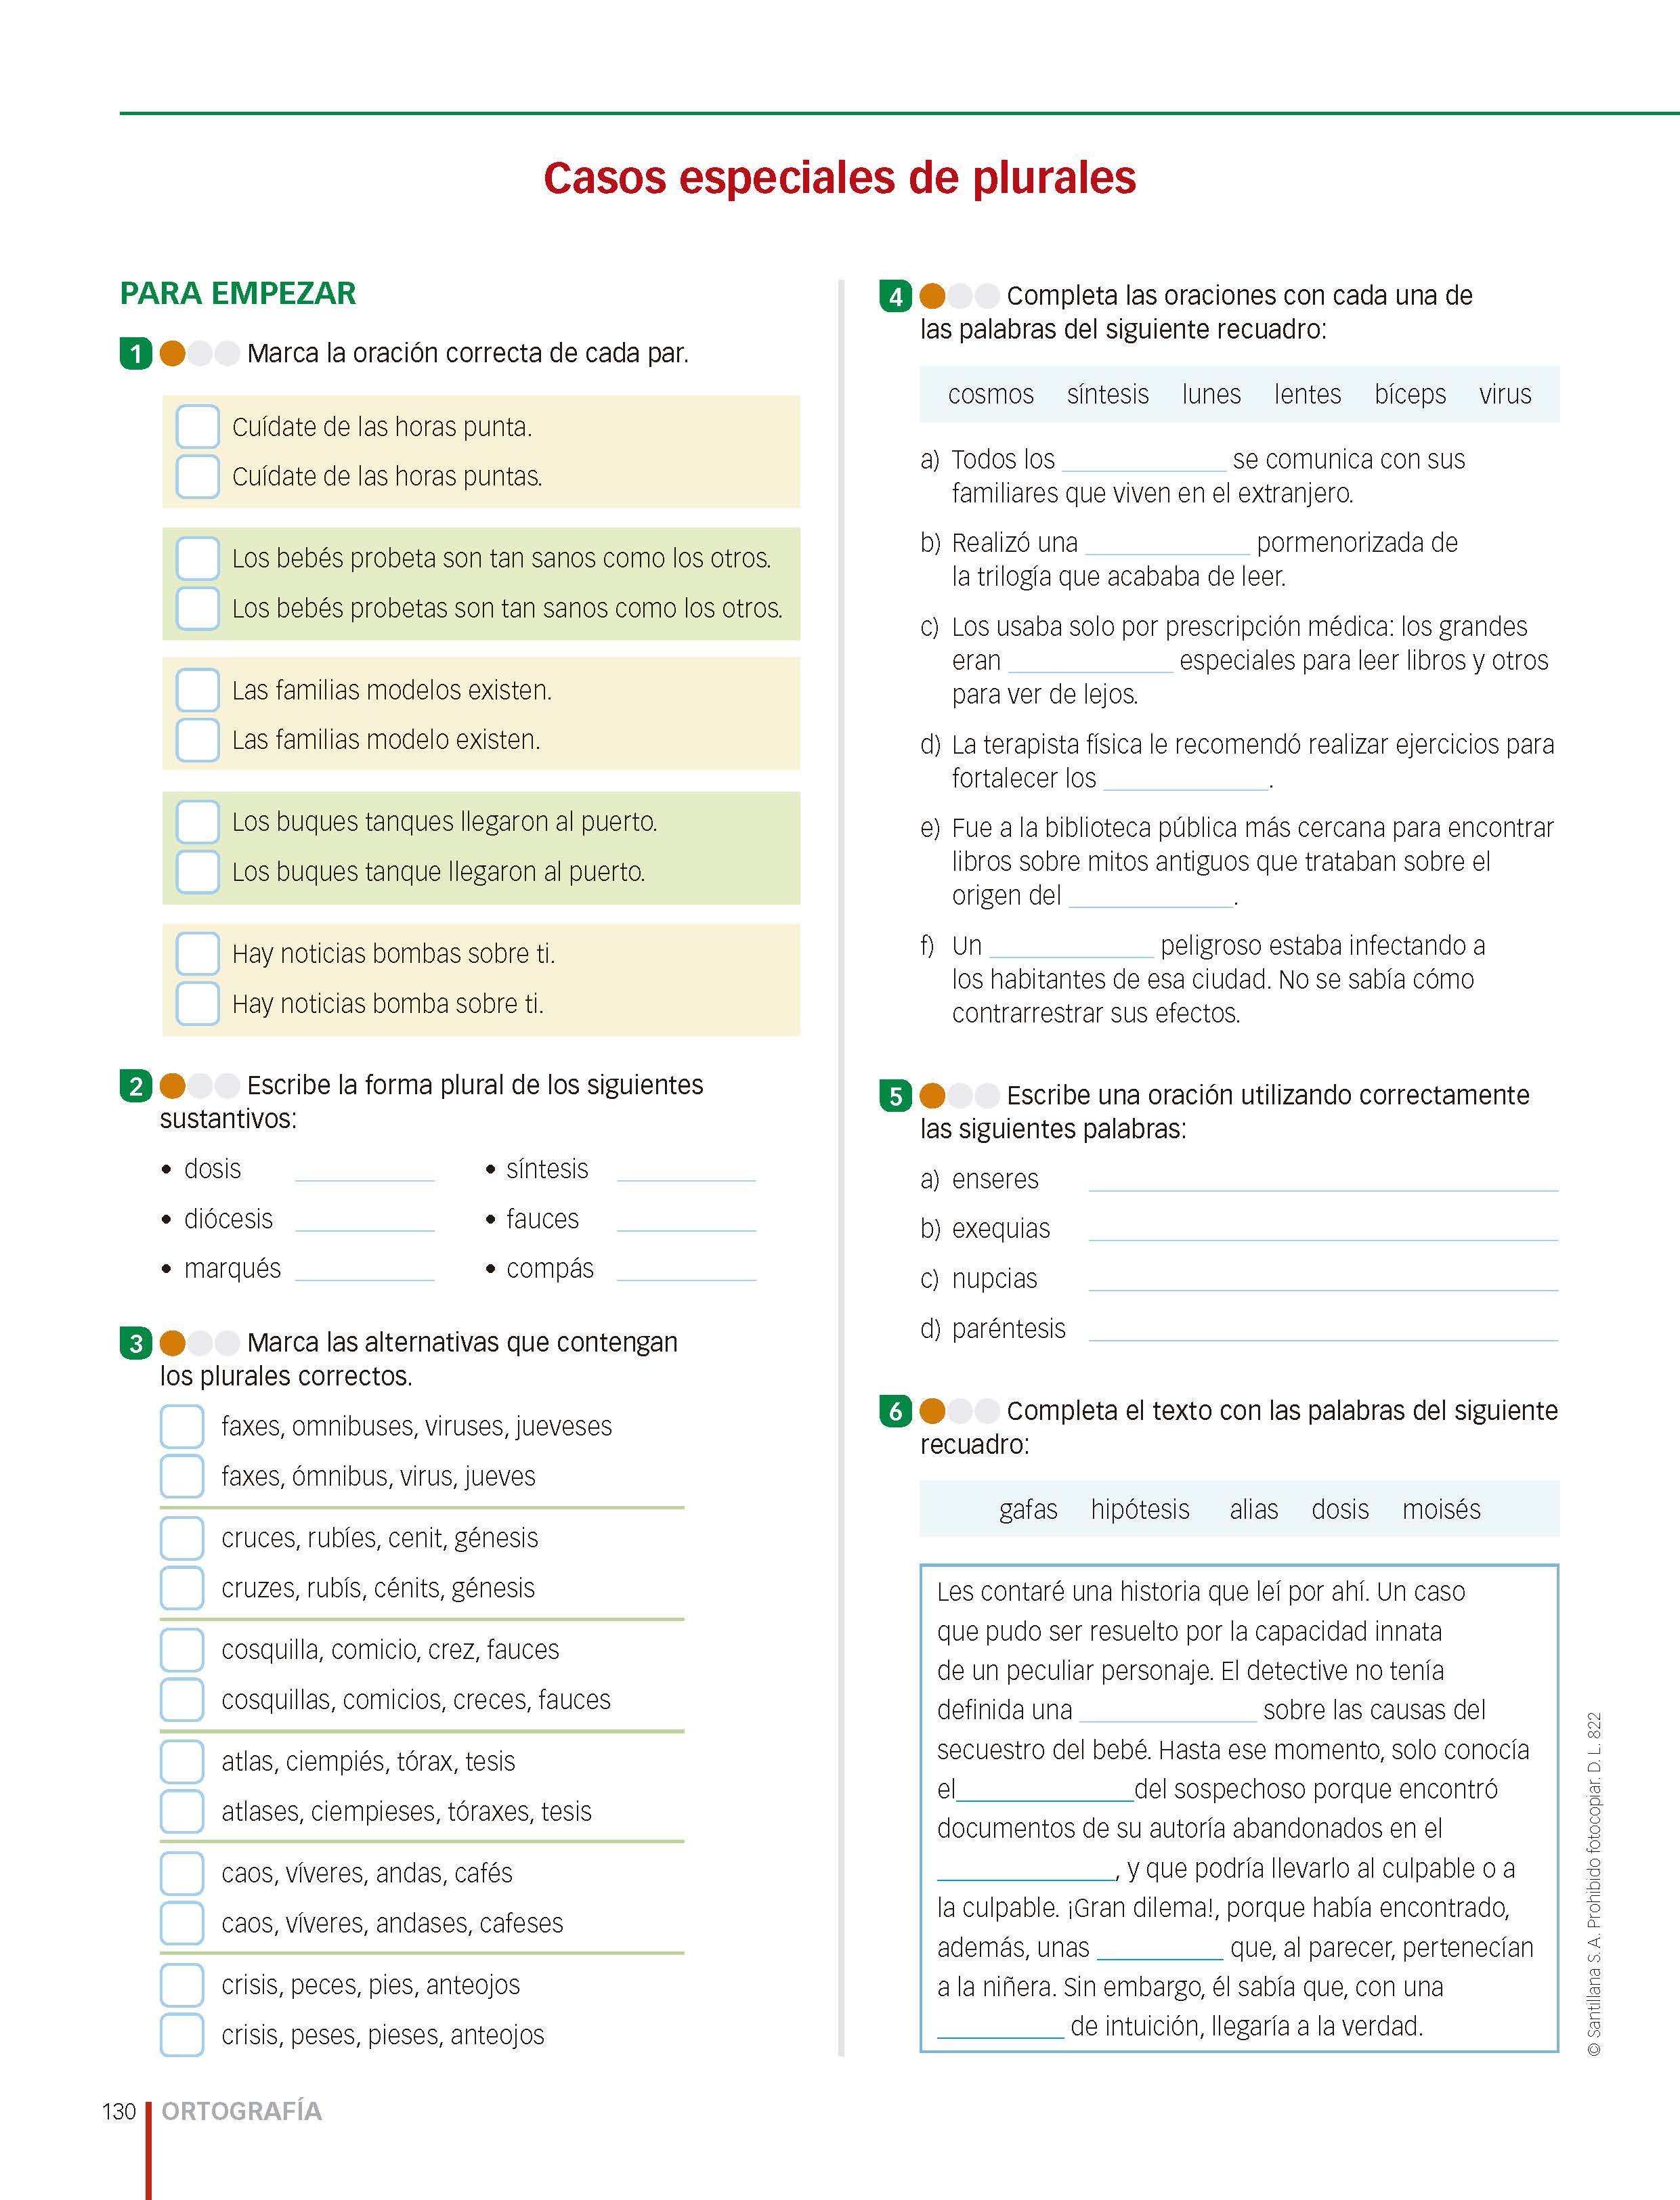 Casos especiales de plurales
PARA EMPEZAR
1 Marca la oración correcta de cada par.
Cuídate de las horas punta.
Cuídate de las horas puntas.
Los bebés probeta son tan sanos como los otros.
Los bebés probetas son tan sanos como los otros.
Las familias modelos existen.
Las familias modelo existen.
Los buques tanques llegaron al puerto.
Los buques tanque llegaron al puerto.
Hay noticias bombas sobre ti.
Hay noticias bomba sobre ti.
2 Escribe la forma plural de los siguientes
sustantivos:
• dosis ____________ • síntesis ____________
• diócesis ____________ • fauces ____________
• marqués ____________ • compás ____________
3 Marca las alternativas que contengan
los plurales correctos.
faxes, omnibuses, viruses, jueveses
faxes, ómnibus, virus, jueves
cruces, rubíes, cenit, génesis
cruzes, rubís, cénits, génesis
cosquilla, comicio, crez, fauces
cosquillas, comicios, creces, fauces
atlas, ciempiés, tórax, tesis
atlases, ciempieses, tóraxes, tesis
caos, víveres, andas, cafés
caos, víveres, andases, cafeses
crisis, peces, pies, anteojos
crisis, peses, pieses, anteojos
4 Completa las oraciones con cada una de
las palabras del siguiente recuadro:
cosmos síntesis lunes lentes bíceps virus
a) Todos los ____________ se comunica con sus
familiares que viven en el extranjero.
b) Realizó una ____________ pormenorizada de
la trilogía que acababa de leer.
c) Los usaba solo por prescripción médica: los grandes
eran ____________ especiales para leer libros y otros
para ver de lejos.
d) La terapista física le recomendó realizar ejercicios para
fortalecer los ____________.
e) Fue a la biblioteca pública más cercana para encontrar
libros sobre mitos antiguos que trataban sobre el
origen del ____________.
f) Un ____________ peligroso estaba infectando a
los habitantes de esa ciudad. No se sabía cómo
contrarrestar sus efectos.
5 Escribe una oración utilizando correctamente
las siguientes palabras:
a) enseres ____________
b) exequias ____________
c) nupcias ____________
d) paréntesis ____________
6 Completa el texto con las palabras del siguiente
recuadro:
gafas hipótesis alias dosis moisés
Les contaré una historia que leí por ahí. Un caso
que pudo ser resuelto por la capacidad innata
de un peculiar personaje. El detective no tenía
definida una ____________ sobre las causas del
secuestro del bebé. Hasta ese momento, solo conocía
el____________del sospechoso porque encontró
documentos de su autoría abandonados en el
____________, y que podría llevarlo al culpable o a
la culpable. ¡Gran dilema!, porque había encontrado,
además, unas ____________ que, al parecer, pertenecían
a la niñera. Sin embargo, él sabía que, con una
____________ de intuición, llegaría a la verdad.
© Santillana S. A. Prohibido fotocopiar. D. L. 822
130 ORTOGRAFÍA